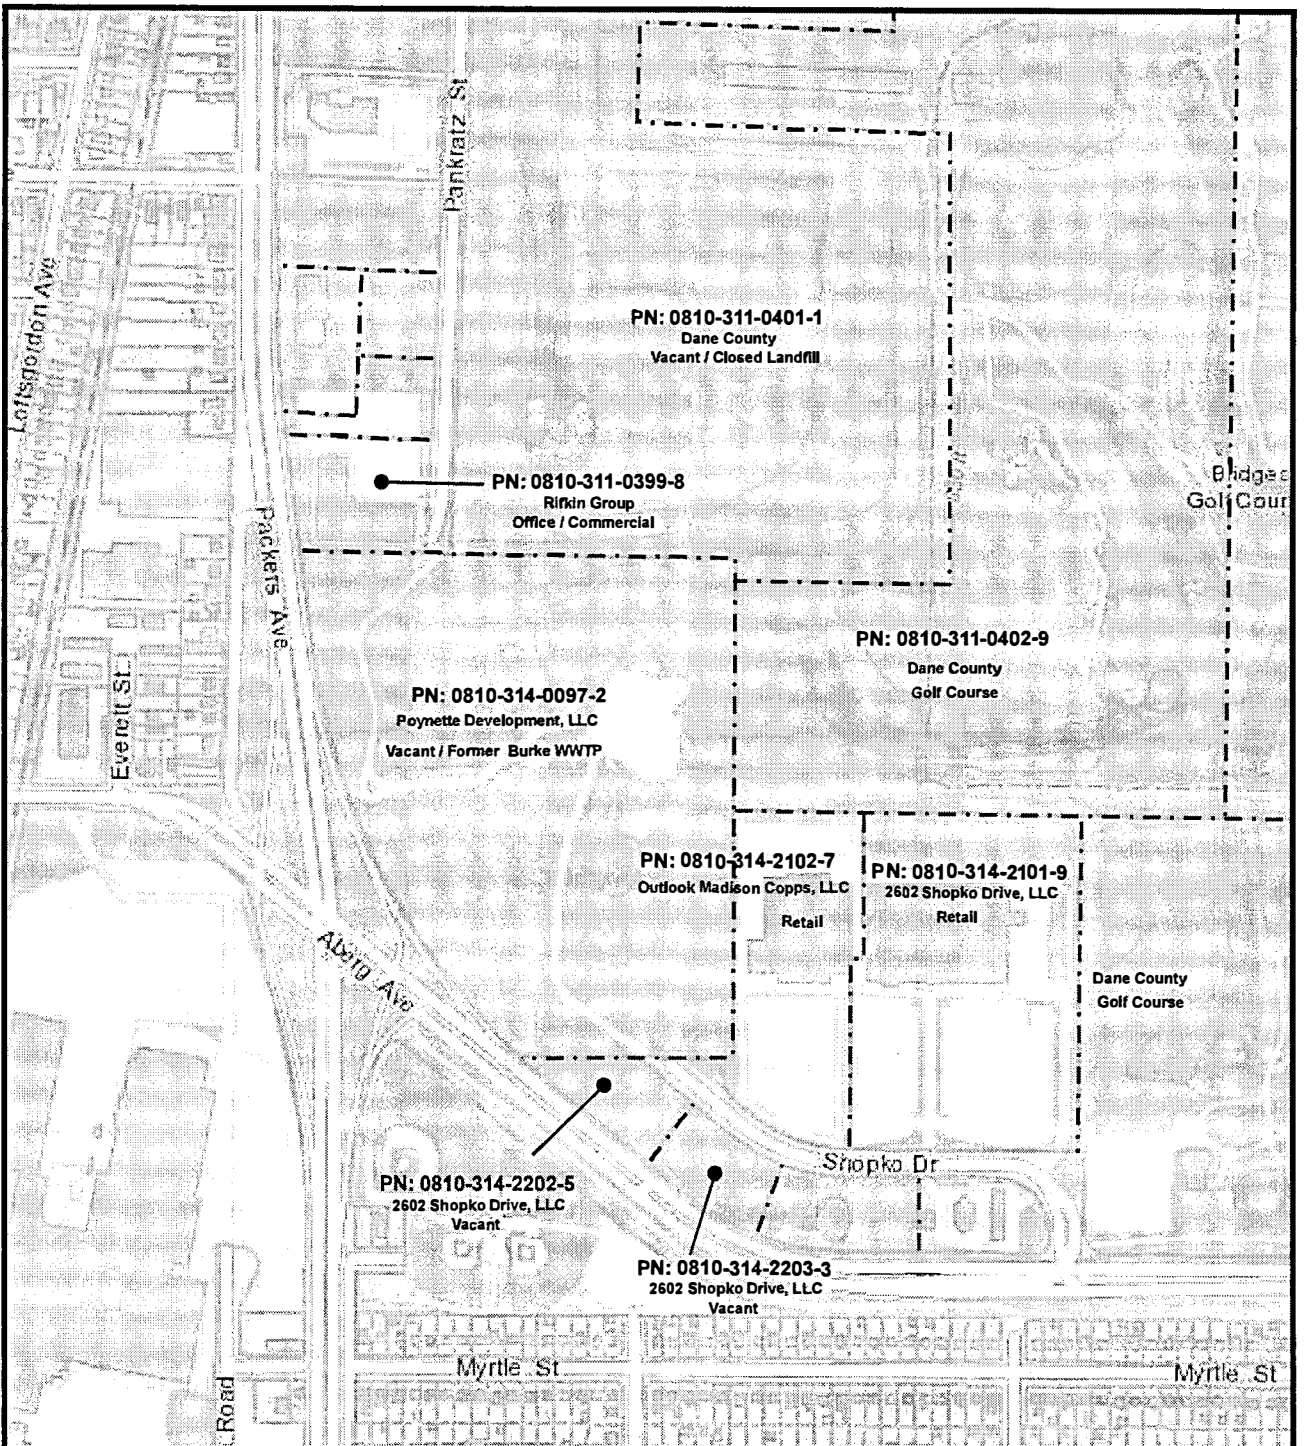 Pankratz St
Loftsgordon Ave
PN: 0810-311-0401-1
Dane County
Vacant / Closed Landfill
PN: 0810-311-0399-8
Rifkin Group
Office / Commercial
Golf Cour
Packers Ave
PN: 0810-311-0402-9
Dane County
Golf Course
Everett St
PN: 0810-314-0097-2
Poynette Development, LLC
Vacant / Former Burke WWTP
PN: 0810-314-2102-7
Outlook Madison Copps, LLC
Retail
PN: 0810-314-2101-9
2602 Shopko Drive, LLC
Retail
Aberg Ave
Dane County
Golf Course
Shopko Dr
PN: 0810-314-2202-5
2602 Shopko Drive, LLC
Vacant
PN: 0810-314-2203-3
2602 Shopko Drive, LLC
Vacant
Myrtle St
Myrtle St
Road